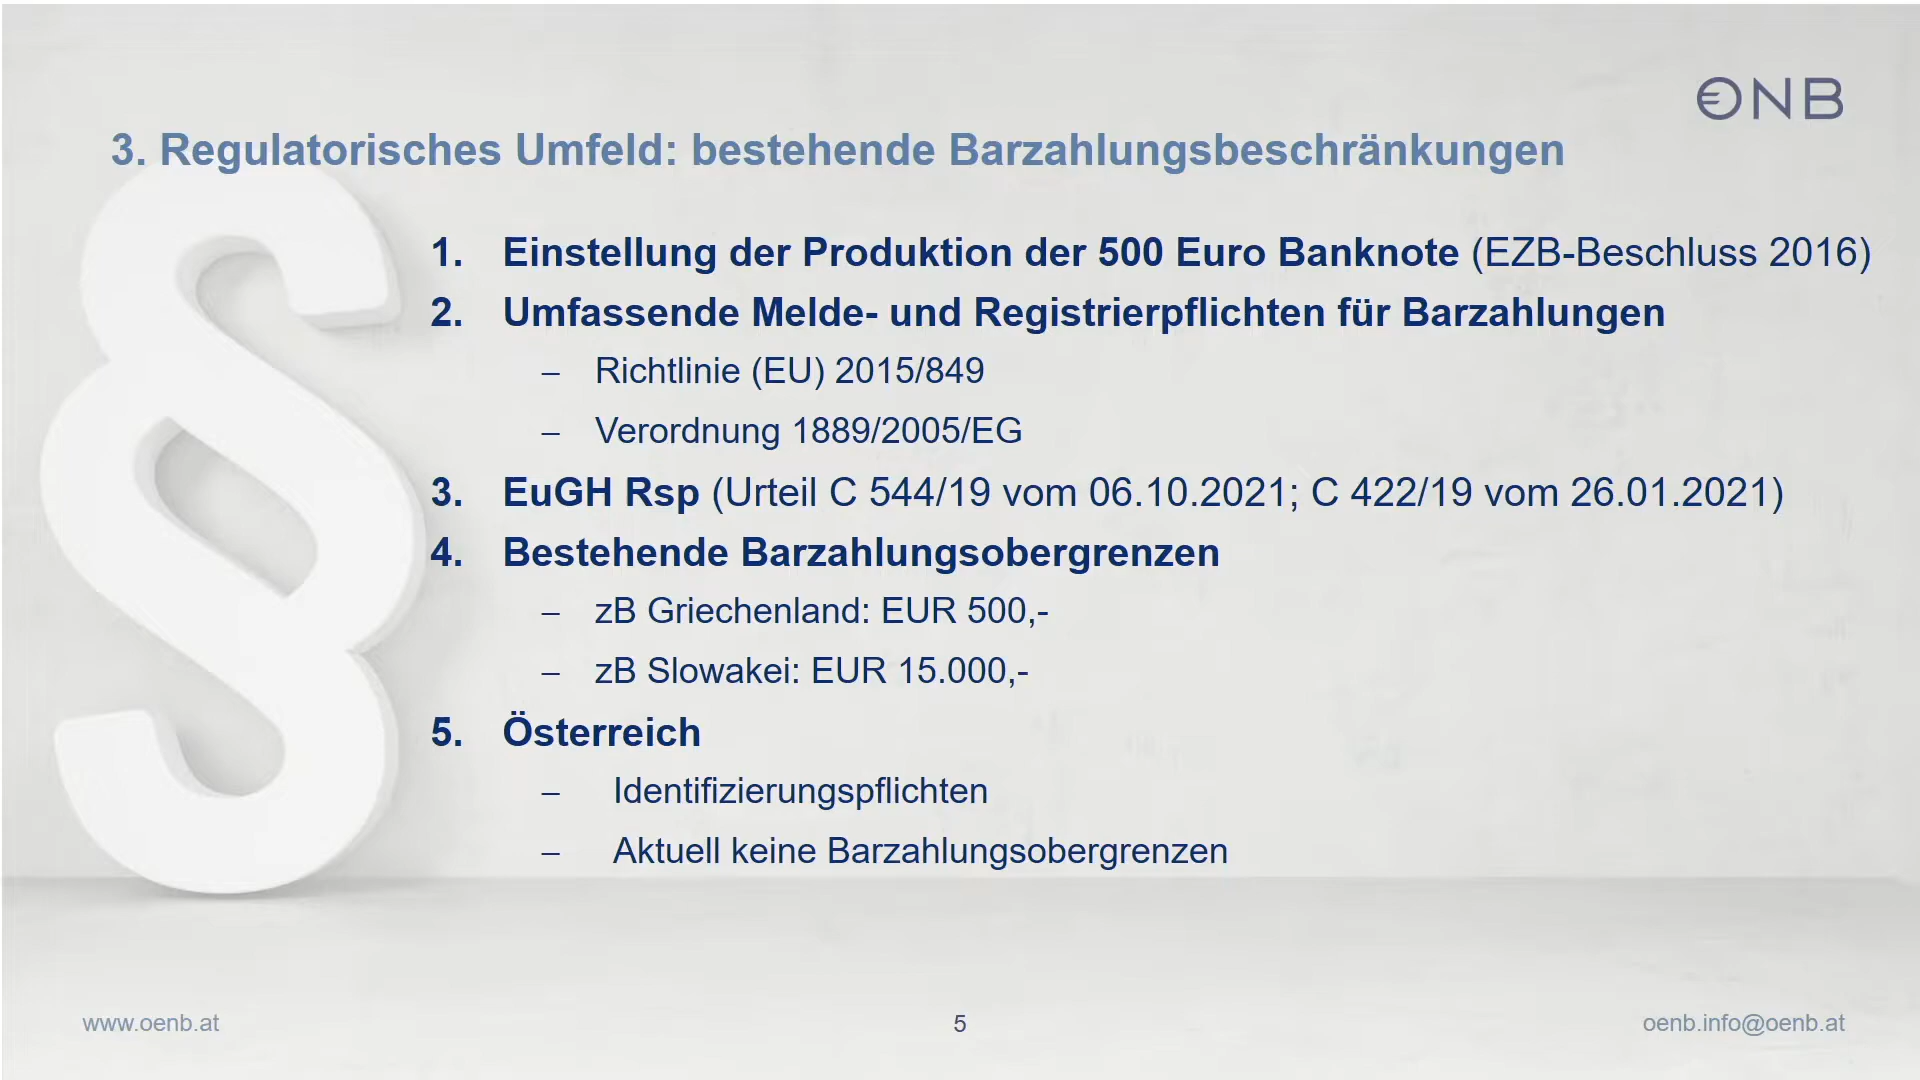 ONB
3. Regulatorisches Umfeld: bestehende Barzahlungsbeschränkungen
1. Einstellung der Produktion der 500 Euro Banknote (EZB-Beschluss 2016)
2. Umfassende Melde- und Registrierpflichten für Barzahlungen
– Richtlinie (EU) 2015/849
– Verordnung 1889/2005/EG
3. EuGH Rsp (Urteil C 544/19 vom 06.10.2021; C 422/19 vom 26.01.2021)
4. Bestehende Barzahlungsobergrenzen
– zB Griechenland: EUR 500,-
– zB Slowakei: EUR 15.000,-
5. Österreich
– Identifizierungspflichten
– Aktuell keine Barzahlungsobergrenzen
www.oenb.at
5
oenb.info@oenb.at